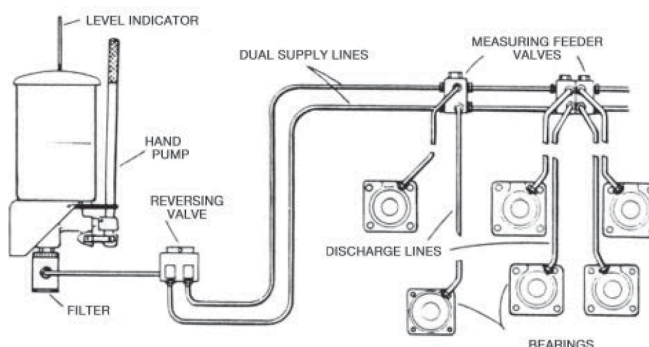 LEVEL INDICATOR
MEASURING FEEDER
VALVES
DUAL SUPPLY LINES
HAND
PUMP
REVERSING
VALVE
DISCHARGE LINES
FILTER
BEARINGS